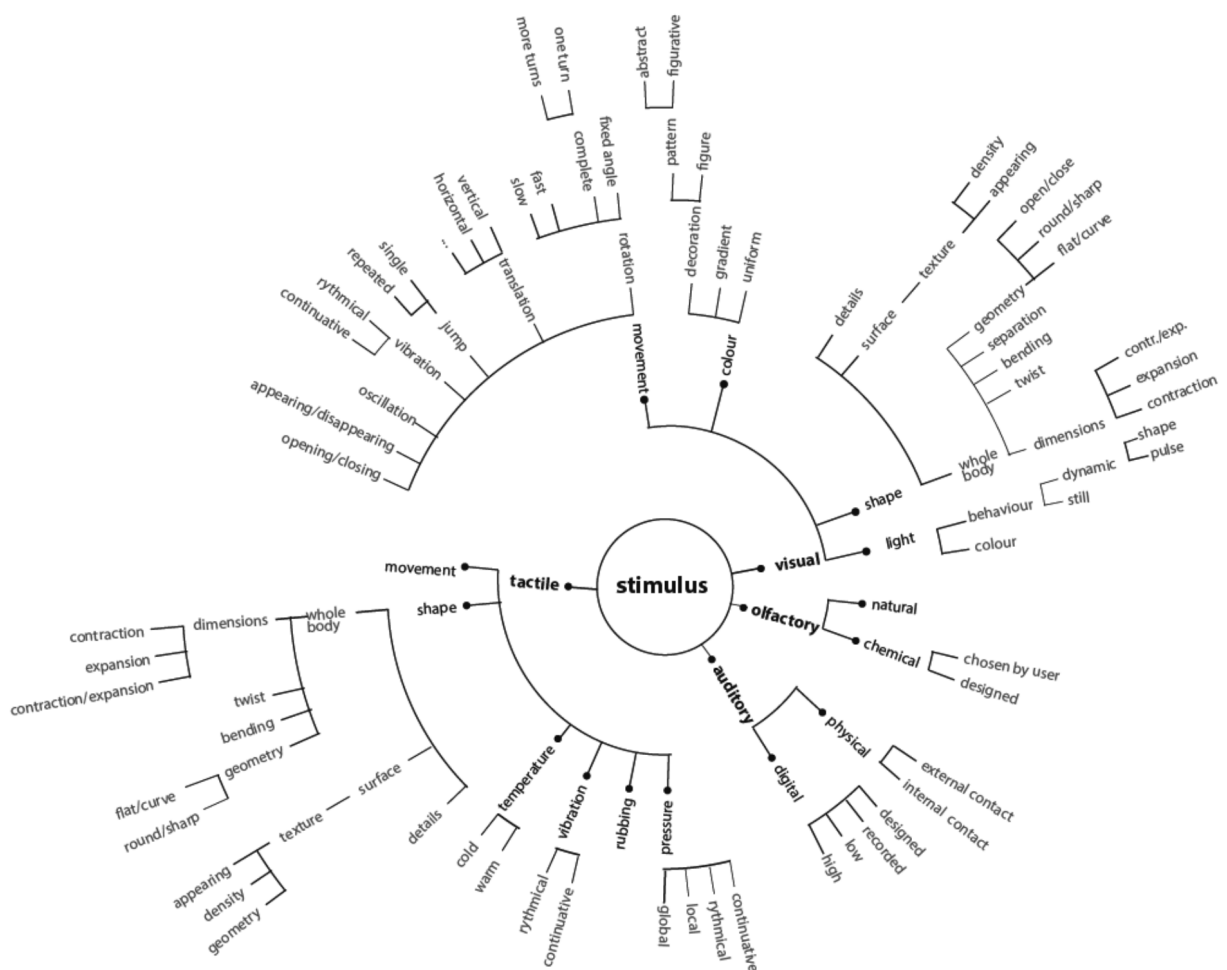 stimulus
visual
movement
rotation
fixed angle
complete
one turn
more turns
fast
slow
translation
vertical
horizontal
...
jump
single
repeated
vibration
rythmical
continuative
oscillation
appearing/disappearing
opening/closing
colour
decoration
pattern
abstract
figurative
figure
gradient
uniform
shape
details
surface
texture
density
appearing
whole
body
geometry
open/close
round/sharp
flat/curve
separation
bending
twist
dimensions
contr./exp.
expansion
contraction
light
behaviour
dynamic
shape
pulse
still
colour
olfactory
natural
chemical
chosen by user
designed
auditory
physical
external contact
internal contact
digital
designed
recorded
low
high
tactile
movement
shape
whole
body
dimensions
contraction
expansion
contraction/expansion
twist
bending
geometry
flat/curve
round/sharp
surface
texture
appearing
density
geometry
details
temperature
cold
warm
vibration
rythmical
continuative
rubbing
pressure
global
local
rythmical
continuative